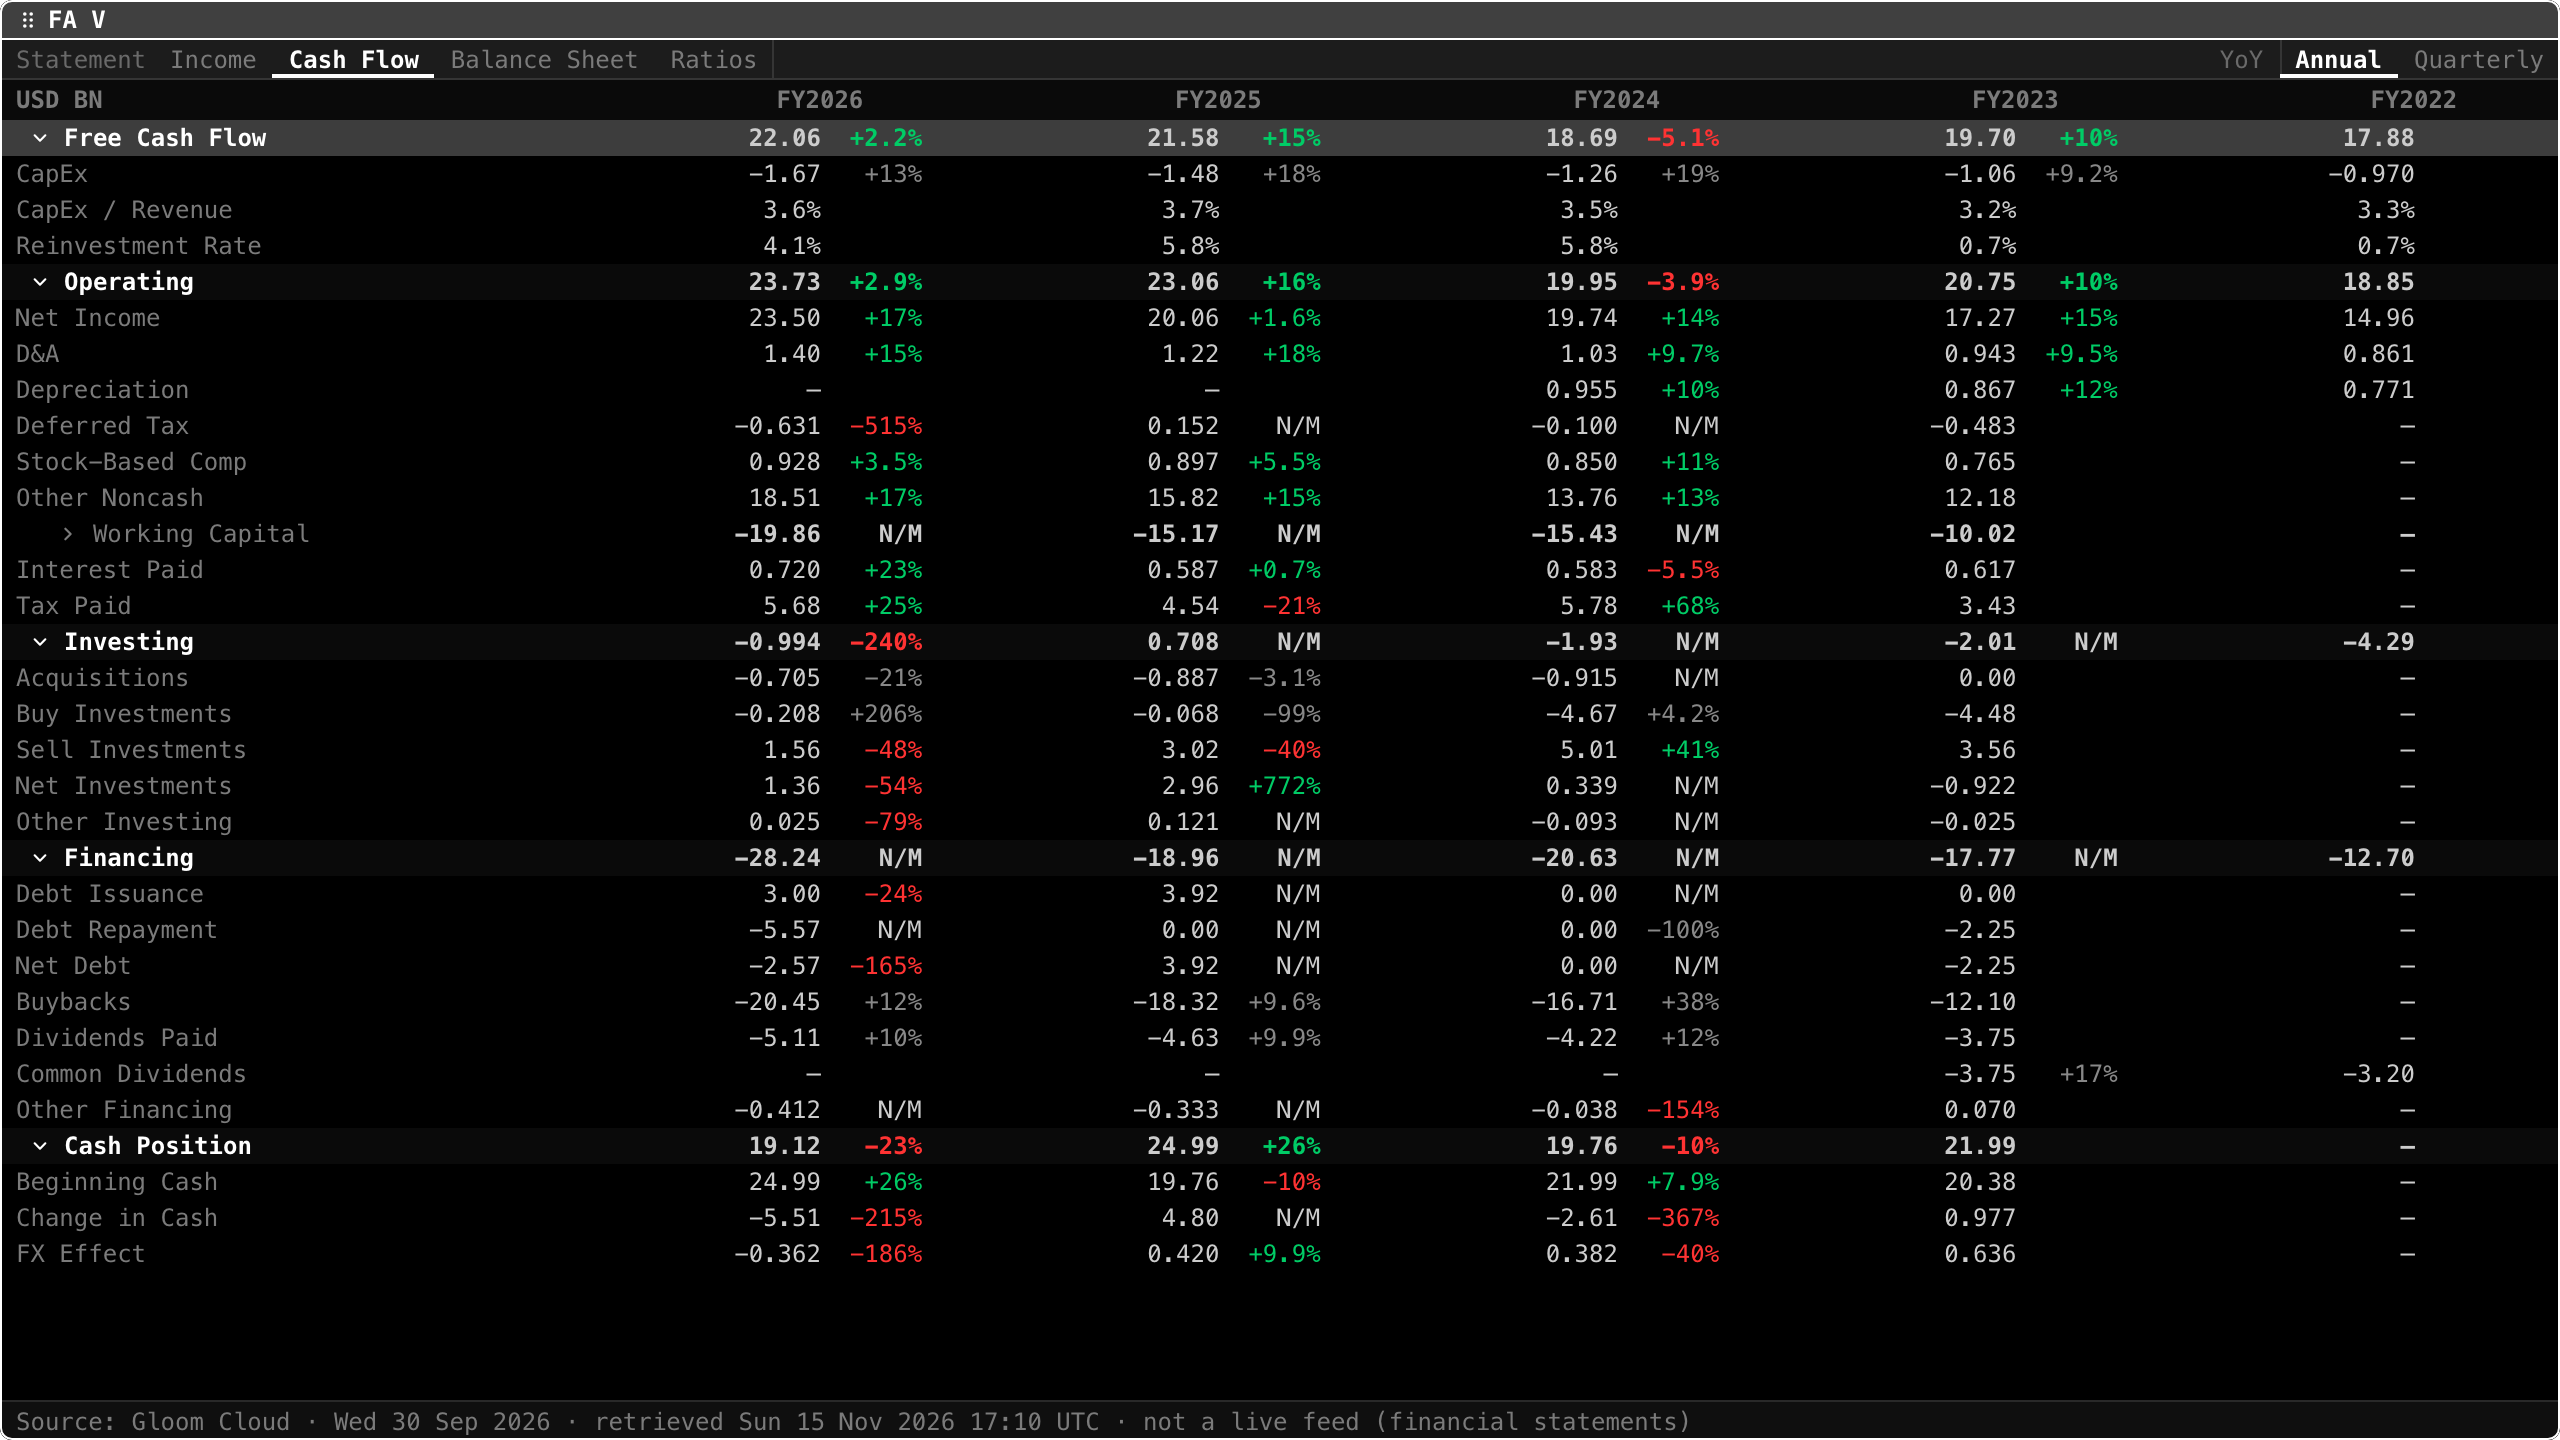 FA V
Statement Income Cash Flow Balance Sheet Ratios YoY Annual Quarterly
USD BN FY2026 FY2025 FY2024 FY2023 FY2022
Free Cash Flow 22.06 +2.2% 21.58 +15% 18.69 −5.1% 19.70 +10% 17.88
CapEx −1.67 +13% −1.48 +18% −1.26 +19% −1.06 +9.2% −0.970
CapEx / Revenue 3.6% 3.7% 3.5% 3.2% 3.3%
Reinvestment Rate 4.1% 5.8% 5.8% 0.7% 0.7%
Operating 23.73 +2.9% 23.06 +16% 19.95 −3.9% 20.75 +10% 18.85
Net Income 23.50 +17% 20.06 +1.6% 19.74 +14% 17.27 +15% 14.96
D&A 1.40 +15% 1.22 +18% 1.03 +9.7% 0.943 +9.5% 0.861
Depreciation — — 0.955 +10% 0.867 +12% 0.771
Deferred Tax −0.631 −515% 0.152 N/M −0.100 N/M −0.483 —
Stock-Based Comp 0.928 +3.5% 0.897 +5.5% 0.850 +11% 0.765 —
Other Noncash 18.51 +17% 15.82 +15% 13.76 +13% 12.18 —
Working Capital −19.86 N/M −15.17 N/M −15.43 N/M −10.02 —
Interest Paid 0.720 +23% 0.587 +0.7% 0.583 −5.5% 0.617 —
Tax Paid 5.68 +25% 4.54 −21% 5.78 +68% 3.43 —
Investing −0.994 −240% 0.708 N/M −1.93 N/M −2.01 N/M −4.29
Acquisitions −0.705 −21% −0.887 −3.1% −0.915 N/M 0.00 —
Buy Investments −0.208 +206% −0.068 −99% −4.67 +4.2% −4.48 —
Sell Investments 1.56 −48% 3.02 −40% 5.01 +41% 3.56 —
Net Investments 1.36 −54% 2.96 +772% 0.339 N/M −0.922 —
Other Investing 0.025 −79% 0.121 N/M −0.093 N/M −0.025 —
Financing −28.24 N/M −18.96 N/M −20.63 N/M −17.77 N/M −12.70
Debt Issuance 3.00 −24% 3.92 N/M 0.00 N/M 0.00 —
Debt Repayment −5.57 N/M 0.00 N/M 0.00 −100% −2.25 —
Net Debt −2.57 −165% 3.92 N/M 0.00 N/M −2.25 —
Buybacks −20.45 +12% −18.32 +9.6% −16.71 +38% −12.10 —
Dividends Paid −5.11 +10% −4.63 +9.9% −4.22 +12% −3.75 —
Common Dividends — — — −3.75 +17% −3.20
Other Financing −0.412 N/M −0.333 N/M −0.038 −154% 0.070 —
Cash Position 19.12 −23% 24.99 +26% 19.76 −10% 21.99 —
Beginning Cash 24.99 +26% 19.76 −10% 21.99 +7.9% 20.38 —
Change in Cash −5.51 −215% 4.80 N/M −2.61 −367% 0.977 —
FX Effect −0.362 −186% 0.420 +9.9% 0.382 −40% 0.636 —
Source: Gloom Cloud · Wed 30 Sep 2026 · retrieved Sun 15 Nov 2026 17:10 UTC · not a live feed (financial statements)